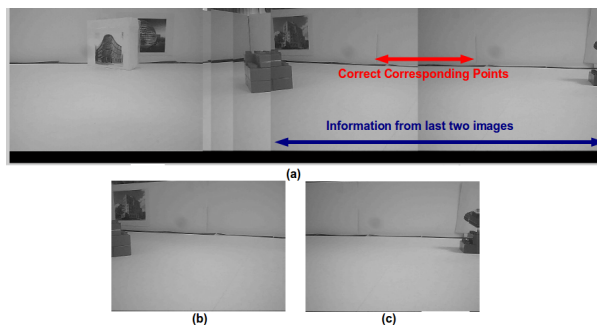 Correct Corresponding Points
Information from last two images
(a)
(b)
(c)